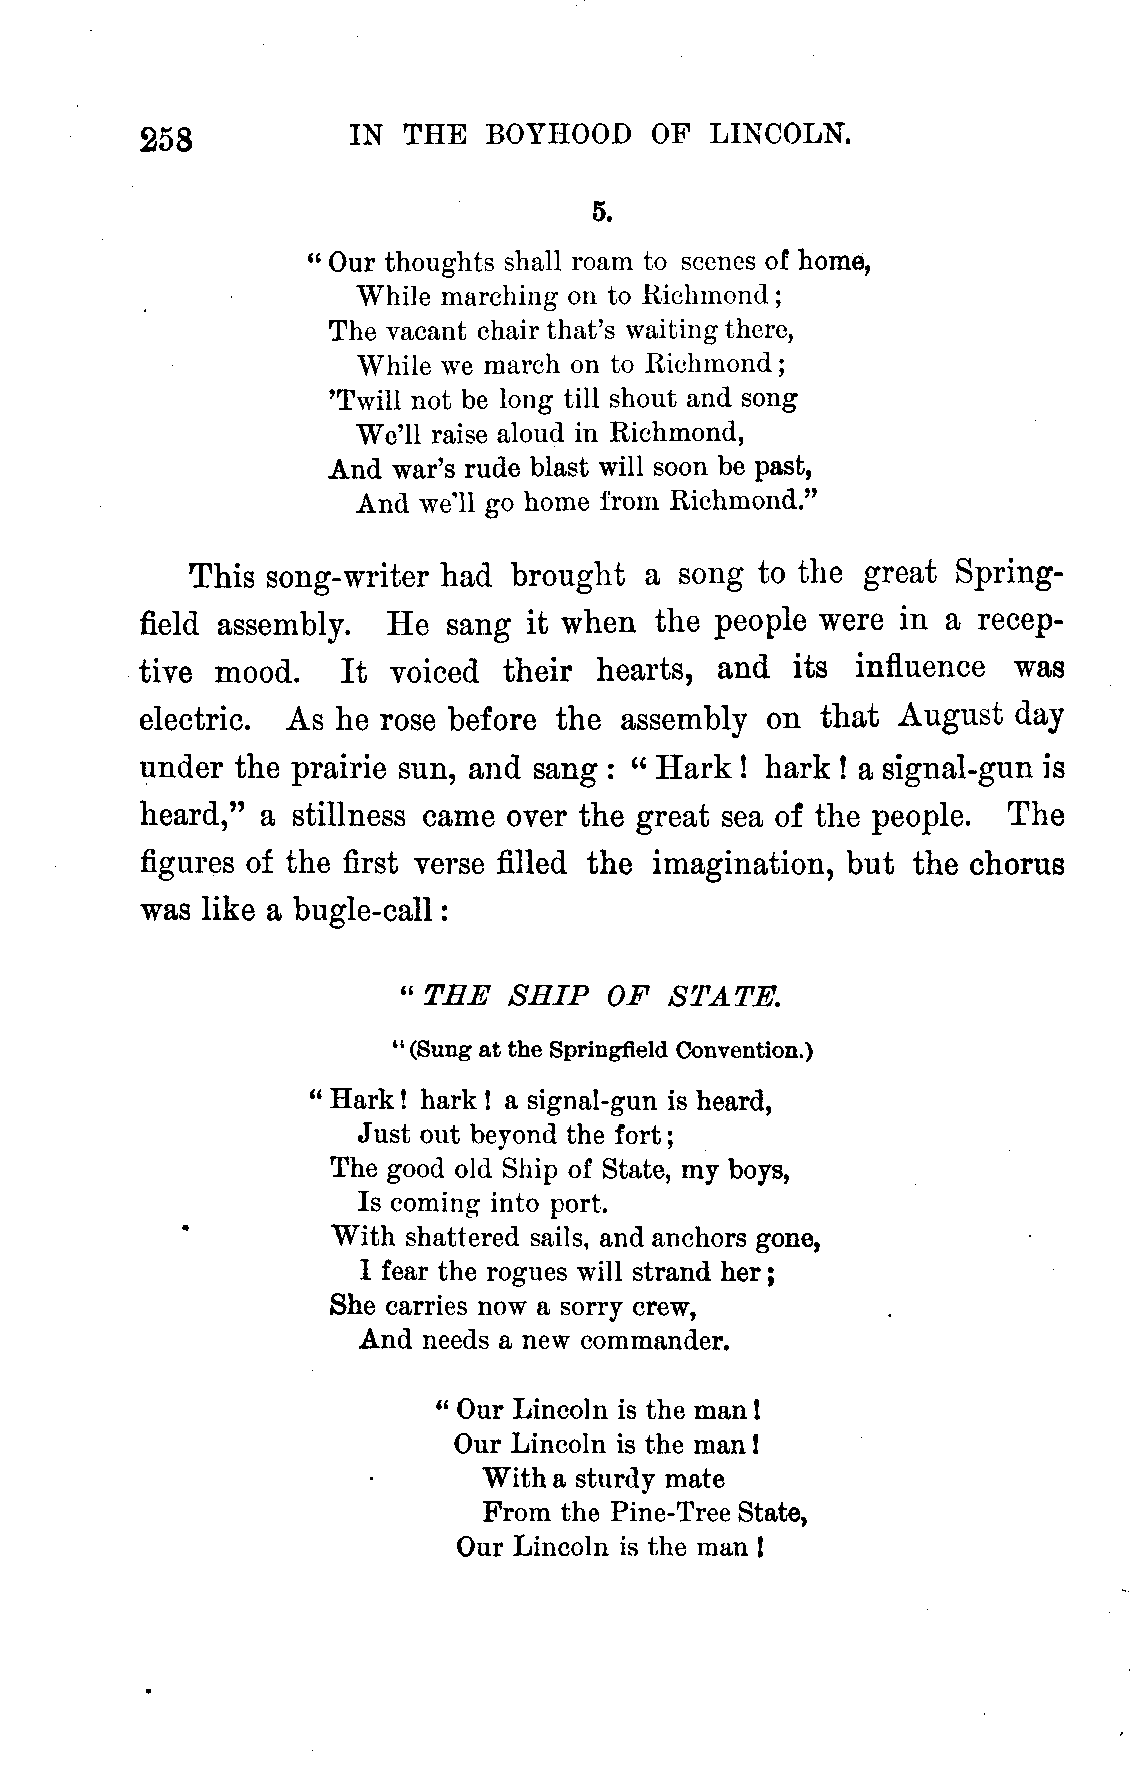 258 IN THE BOYHOOD OF LINCOLN.
5.
“ Our thoughts shall roam to scenes of home,
While marching on to Richmond ;
The vacant chair that’s waiting there,
While we march on to Richmond ;
’Twill not be long till shout and song
We’ll raise aloud in Richmond,
And war’s rude blast will soon be past,
And we’ll go home from Richmond.”
This song-writer had brought a song to the great Spring-
field assembly. He sang it when the people were in a recep-
tive mood. It voiced their hearts, and its influence was
electric. As he rose before the assembly on that August day
under the prairie sun, and sang : “ Hark ! hark ! a signal-gun is
heard,” a stillness came over the great sea of the people. The
figures of the first verse filled the imagination, but the chorus
was like a bugle-call :
“ THE SHIP OF STATE.
“ (Sung at the Springfield Convention.)
“ Hark ! hark ! a signal-gun is heard,
Just out beyond the fort ;
The good old Ship of State, my boys,
Is coming into port.
With shattered sails, and anchors gone,
I fear the rogues will strand her ;
She carries now a sorry crew,
And needs a new commander.
“ Our Lincoln is the man !
Our Lincoln is the man !
With a sturdy mate
From the Pine-Tree State,
Our Lincoln is the man !